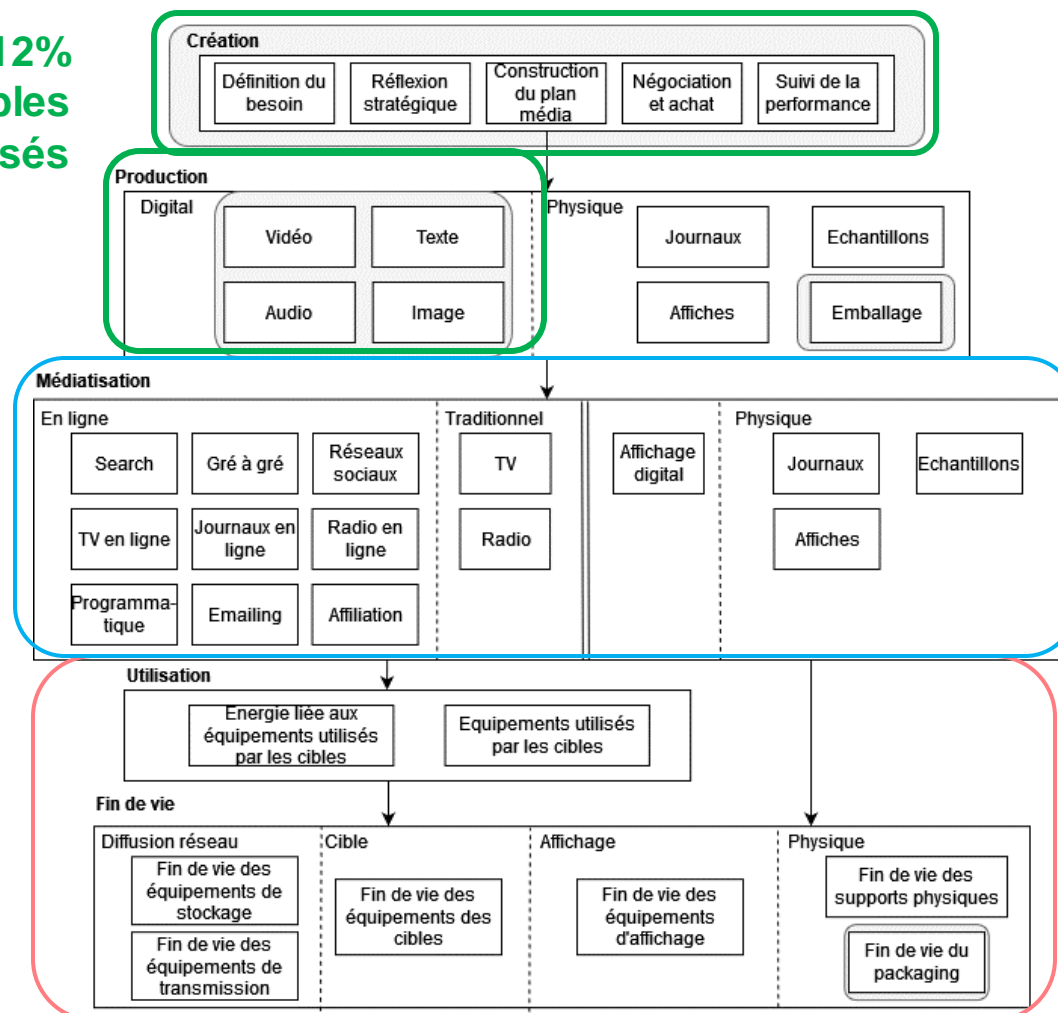 12%
bles
sés
Création
Définition du
besoin
Réflexion
stratégique
Construction
du plan
média
Négociation
et achat
Suivi de la
performance
Production
Digital
Vidéo
Texte
Audio
Image
Physique
Journaux
Echantillons
Affiches
Emballage
Médiatisation
En ligne
Search
Gré à gré
Réseaux
sociaux
TV en ligne
Journaux en
ligne
Radio en
ligne
Programma-
tique
Emailing
Affiliation
Traditionnel
TV
Radio
Affichage
digital
Physique
Journaux
Echantillons
Affiches
Utilisation
Energie liée aux
équipements utilisés
par les cibles
Equipements utilisés
par les cibles
Fin de vie
Diffusion réseau
Fin de vie des
équipements de
stockage
Fin de vie des
équipements de
transmission
Cible
Fin de vie des
équipements des
cibles
Affichage
Fin de vie des
équipements
d'affichage
Physique
Fin de vie des
supports physiques
Fin de vie du
packaging